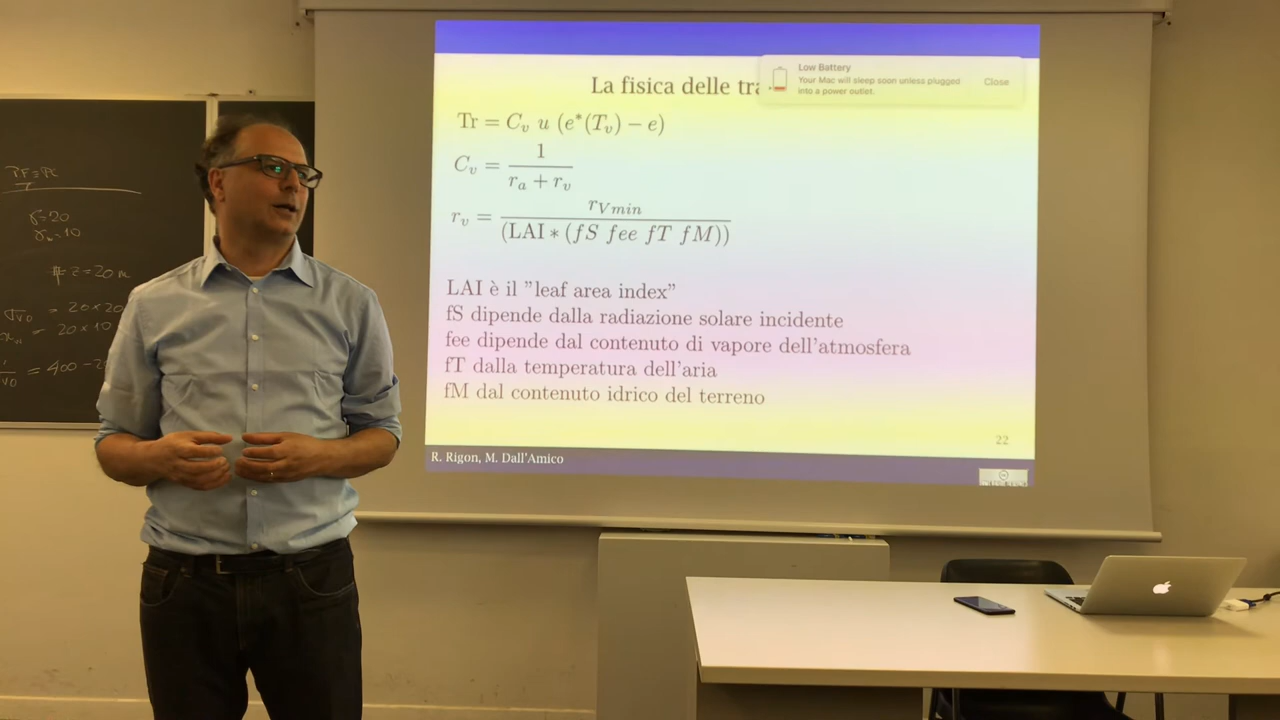 La fisica delle tra
Low Battery
Your Mac will sleep soon unless plugged
into a power outlet.
Close
Tr = C_v u (e*(T_v) − e)
C_v = 1 / (r_a + r_v)
r_v = r_{Vmin} / (LAI ∗ (fS fee fT fM))
LAI è il ”leaf area index”
fS dipende dalla radiazione solare incidente
fee dipende dal contenuto di vapore dell'atmosfera
fT dalla temperatura dell'aria
fM dal contenuto idrico del terreno
22
R. Rigon, M. Dall'Amico
z = 20 m
= 20×20
= 20×10
= 400